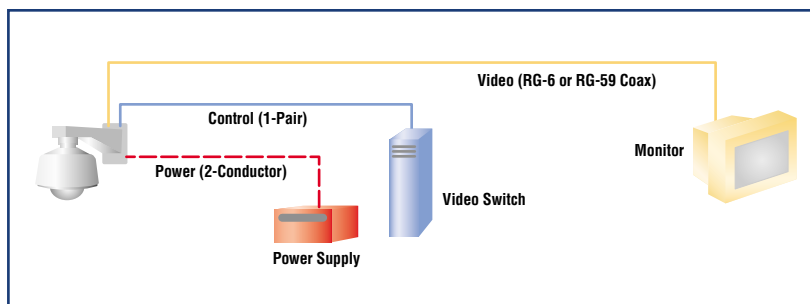 Video (RG-6 or RG-59 Coax)
Control (1-Pair)
Monitor
Power (2-Conductor)
Video Switch
Power Supply